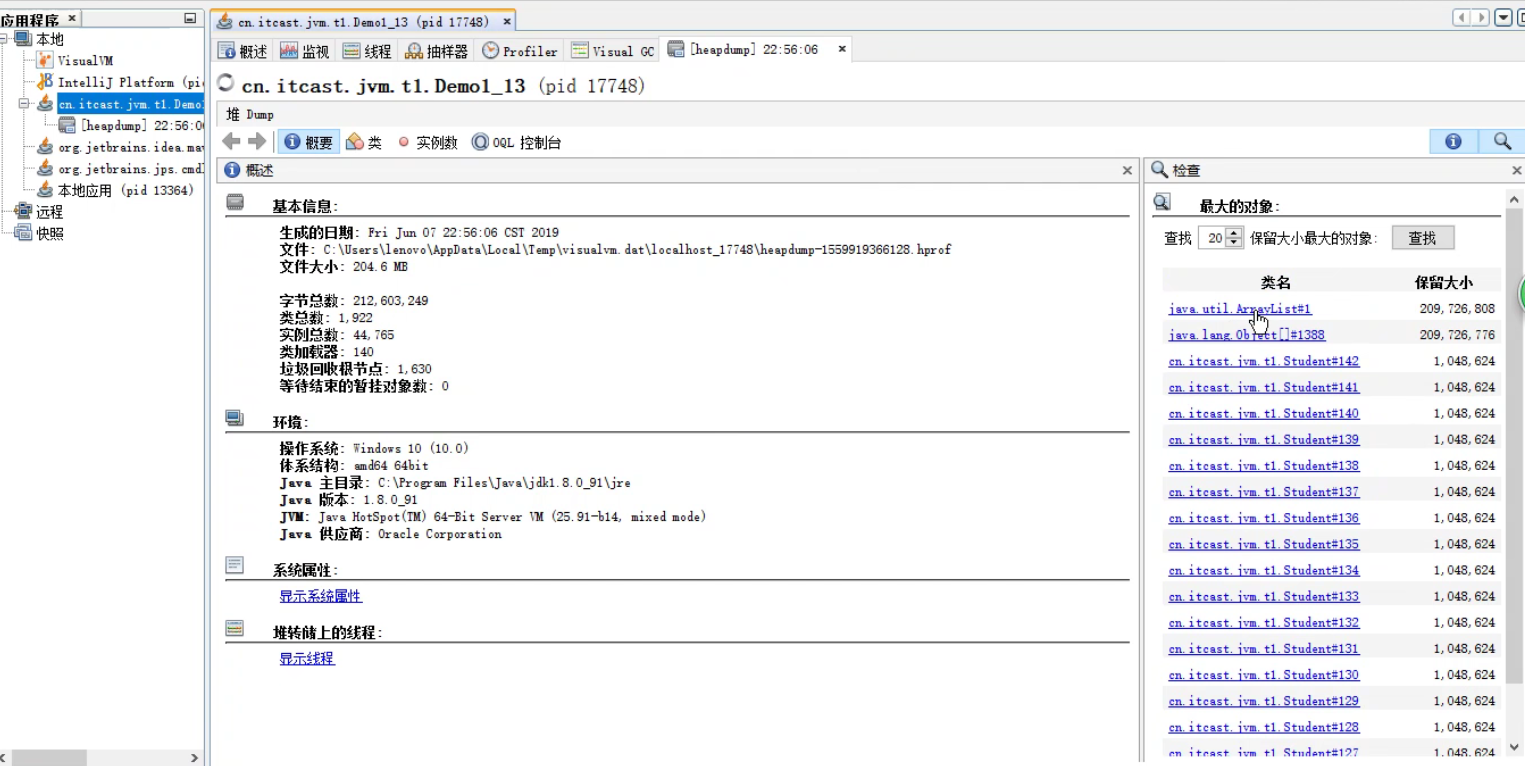 应用程序
本地
VisualVM
IntelliJ Platform (pi
cn.itcast.jvm.t1.Demo
[heapdump] 22:56:0
org.jetbrains.idea.ma
org.jetbrains.jps.cmd
本地应用 (pid 13364)
远程
快照
cn.itcast.jvm.t1.Demo1_13 (pid 17748)
概述 监视 线程 抽样器 Profiler Visual GC [heapdump] 22:56:06
cn.itcast.jvm.t1.Demo1_13 (pid 17748)
堆 Dump
概要 类 实例数 OQL 控制台
概述
基本信息:
生成的日期: Fri Jun 07 22:56:06 CST 2019
文件: C:\Users\lenovo\AppData\Local\Temp\visualvm.dat\localhost_17748\heapdump-1559919366128.hprof
文件大小: 204.6 MB
字节总数: 212,603,249
类总数: 1,922
实例总数: 44,765
类加载器: 140
垃圾回收根节点: 1,630
等待结束的暂挂对象数: 0
环境:
操作系统: Windows 10 (10.0)
体系结构: amd64 64bit
Java 主目录: C:\Program Files\Java\jdk1.8.0_91\jre
Java 版本: 1.8.0_91
JVM: Java HotSpot(TM) 64-Bit Server VM (25.91-b14, mixed mode)
Java 供应商: Oracle Corporation
系统属性:
显示系统属性
堆转储上的线程:
显示线程
检查
最大的对象:
查找 20 保留大小最大的对象: 查找
类名 保留大小
java.util.ArrayList#1 209,726,808
java.lang.Object[]#1388 209,726,776
cn.itcast.jvm.t1.Student#142 1,048,624
cn.itcast.jvm.t1.Student#141 1,048,624
cn.itcast.jvm.t1.Student#140 1,048,624
cn.itcast.jvm.t1.Student#139 1,048,624
cn.itcast.jvm.t1.Student#138 1,048,624
cn.itcast.jvm.t1.Student#137 1,048,624
cn.itcast.jvm.t1.Student#136 1,048,624
cn.itcast.jvm.t1.Student#135 1,048,624
cn.itcast.jvm.t1.Student#134 1,048,624
cn.itcast.jvm.t1.Student#133 1,048,624
cn.itcast.jvm.t1.Student#132 1,048,624
cn.itcast.jvm.t1.Student#131 1,048,624
cn.itcast.jvm.t1.Student#130 1,048,624
cn.itcast.jvm.t1.Student#129 1,048,624
cn.itcast.jvm.t1.Student#128 1,048,624
cn.itcast.jvm.t1.Student#127 1,048,624